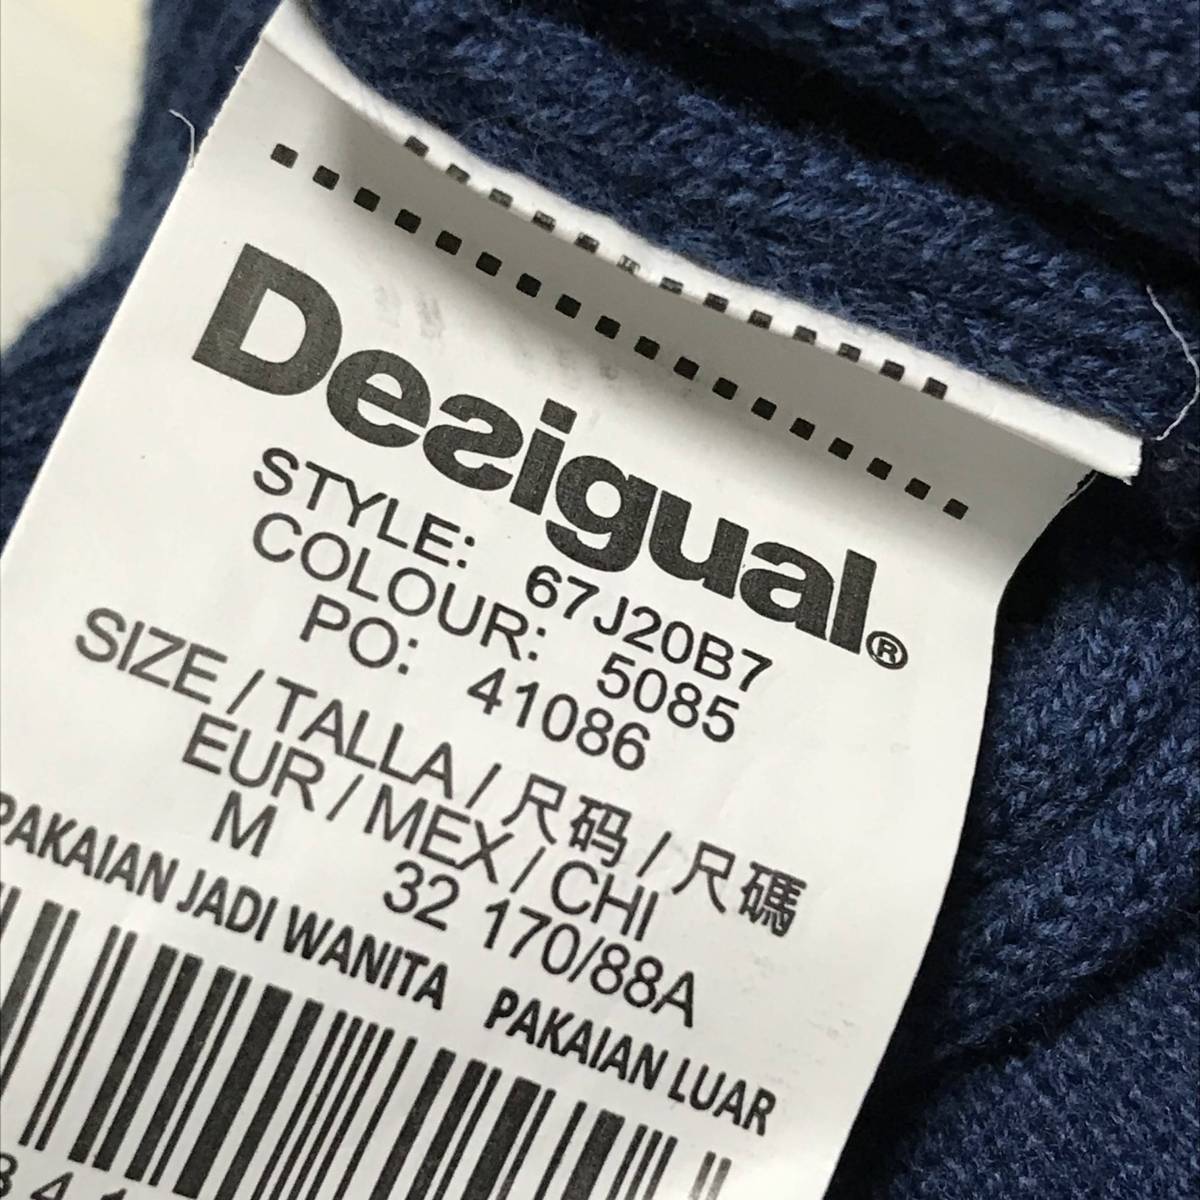 Desigual®
STYLE: 67J20B7
COLOUR: 5085
PO: 41086
SIZE / TALLA / 尺码 / 尺碼
EUR / MEX / CHI
M 32 170/88A
PAKAIAN JADI WANITA PAKAIAN LUAR